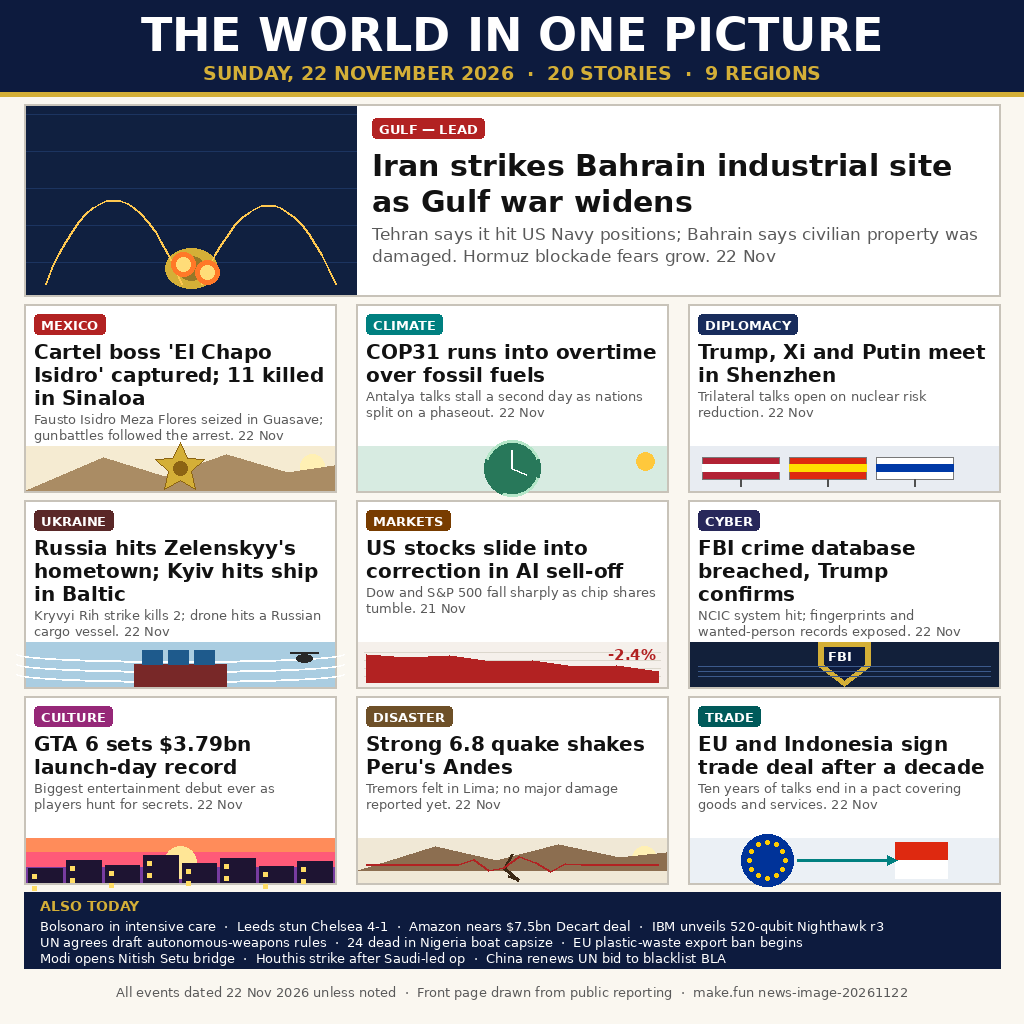 THE WORLD IN ONE PICTURE
SUNDAY, 22 NOVEMBER 2026 · 20 STORIES · 9 REGIONS
GULF — LEAD
Iran strikes Bahrain industrial site
as Gulf war widens
Tehran says it hit US Navy positions; Bahrain says civilian property was
damaged. Hormuz blockade fears grow. 22 Nov
MEXICO
Cartel boss 'El Chapo
Isidro' captured; 11 killed
in Sinaloa
Fausto Isidro Meza Flores seized in Guasave;
gunbattles followed the arrest. 22 Nov
CLIMATE
COP31 runs into overtime
over fossil fuels
Antalya talks stall a second day as nations
split on a phaseout. 22 Nov
DIPLOMACY
Trump, Xi and Putin meet
in Shenzhen
Trilateral talks open on nuclear risk
reduction. 22 Nov
UKRAINE
Russia hits Zelenskyy's
hometown; Kyiv hits ship
in Baltic
Kryvyi Rih strike kills 2; drone hits a Russian
cargo vessel. 22 Nov
MARKETS
US stocks slide into
correction in AI sell-off
Dow and S&P 500 fall sharply as chip shares
tumble. 21 Nov
-2.4%
CYBER
FBI crime database
breached, Trump
confirms
NCIC system hit; fingerprints and
wanted-person records exposed. 22 Nov
FBI
CULTURE
GTA 6 sets $3.79bn
launch-day record
Biggest entertainment debut ever as
players hunt for secrets. 22 Nov
DISASTER
Strong 6.8 quake shakes
Peru's Andes
Tremors felt in Lima; no major damage
reported yet. 22 Nov
TRADE
EU and Indonesia sign
trade deal after a decade
Ten years of talks end in a pact covering
goods and services. 22 Nov
ALSO TODAY
Bolsonaro in intensive care · Leeds stun Chelsea 4-1 · Amazon nears $7.5bn Decart deal · IBM unveils 520-qubit Nighthawk r3
UN agrees draft autonomous-weapons rules · 24 dead in Nigeria boat capsize · EU plastic-waste export ban begins
Modi opens Nitish Setu bridge · Houthis strike after Saudi-led op · China renews UN bid to blacklist BLA
All events dated 22 Nov 2026 unless noted · Front page drawn from public reporting · make.fun news-image-20261122